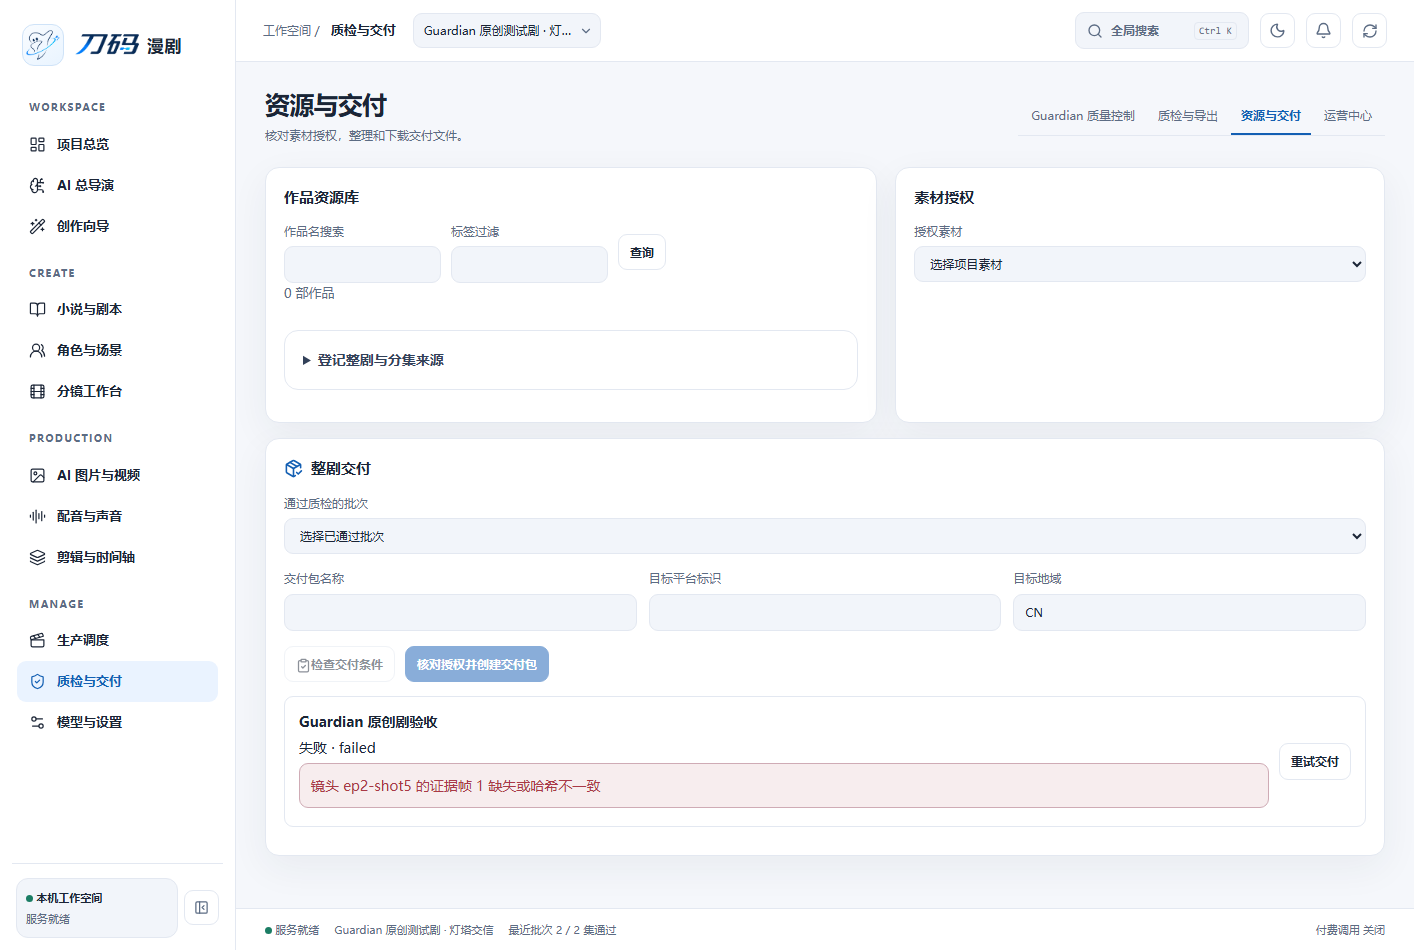 刀码 漫剧
WORKSPACE
项目总览
AI 总导演
创作向导
CREATE
小说与剧本
角色与场景
分镜工作台
PRODUCTION
AI 图片与视频
配音与声音
剪辑与时间轴
MANAGE
生产调度
质检与交付
模型与设置
本机工作空间
服务就绪
工作空间 / 质检与交付
Guardian 原创测试剧 · 灯...
全局搜索 Ctrl K
资源与交付
核对素材授权，整理和下载交付文件。
Guardian 质量控制 质检与导出 资源与交付 运营中心
作品资源库
作品名搜索 标签过滤
查询
0 部作品
登记整剧与分集来源
素材授权
授权素材
选择项目素材
整剧交付
通过质检的批次
选择已通过批次
交付包名称 目标平台标识 目标地域
CN
检查交付条件 核对授权并创建交付包
Guardian 原创剧验收
失败 · failed
镜头 ep2-shot5 的证据帧 1 缺失或哈希不一致
重试交付
服务就绪 Guardian 原创测试剧 · 灯塔交信 最近批次 2 / 2 集通过 付费调用 关闭